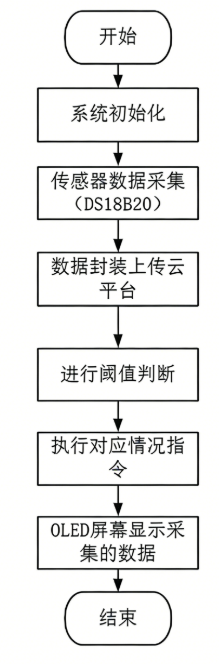 开始
系统初始化
传感器数据采集
（DS18B20）
数据封装上传云
平台
进行阈值判断
执行对应情况指
令
OLED屏幕显示采
集的数据
结束